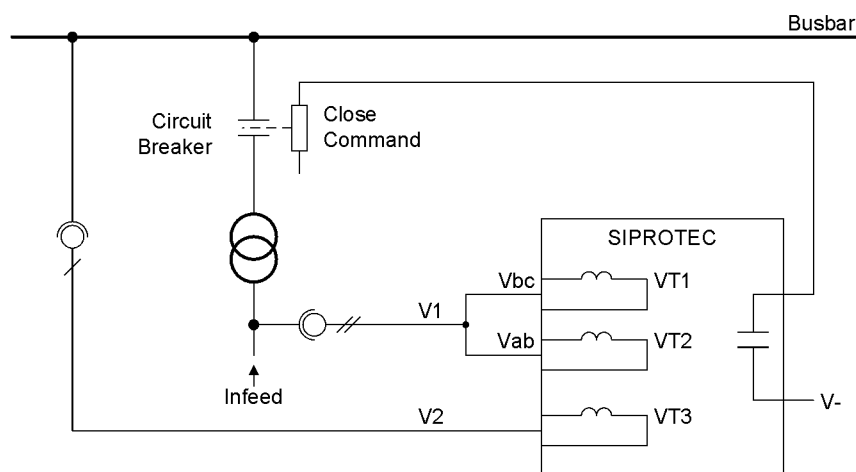 Busbar
Circuit
Breaker
Close
Command
SIPROTEC
Vbc
VT1
V1
Vab
VT2
Infeed
V2
VT3
V-